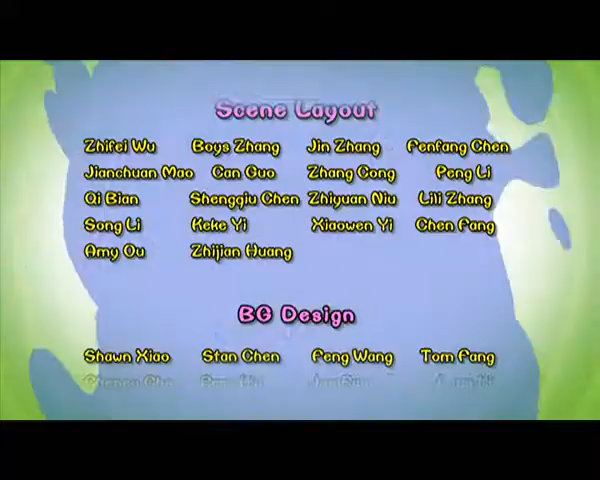 Scene Layout
Zhifei Wu Boys Zhang Jin Zhang Fenfang Chen
Jianchuan Mao Can Guo Zhang Cong Peng Li
Qi Bian Shengqiu Chen Zhiyuan Niu Lili Zhang
Song Li Keke Yi Xiaowen Yi Chen Fang
Amy Ou Zhijian Huang
BG Design
Shawn Xiao Stan Chen Feng Wang Tom Fang